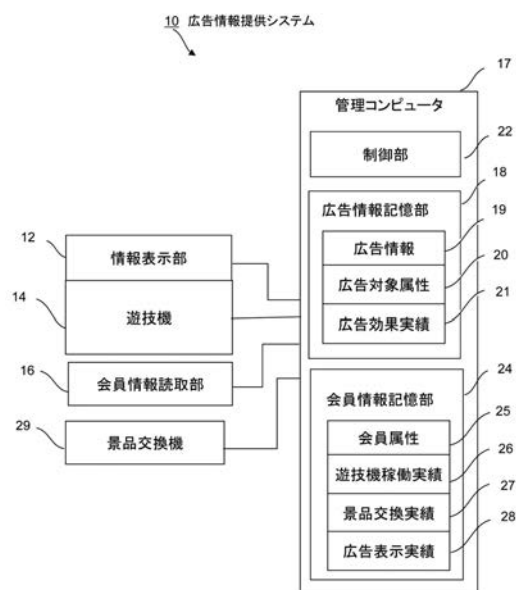 10 広告情報提供システム
17
管理コンピュータ
22
制御部
18
広告情報記憶部
19
広告情報
20
広告対象属性
21
広告効果実績
12
情報表示部
14
遊技機
16
会員情報読取部
29
景品交換機
24
会員情報記憶部
25
会員属性
26
遊技機稼働実績
27
景品交換実績
28
広告表示実績